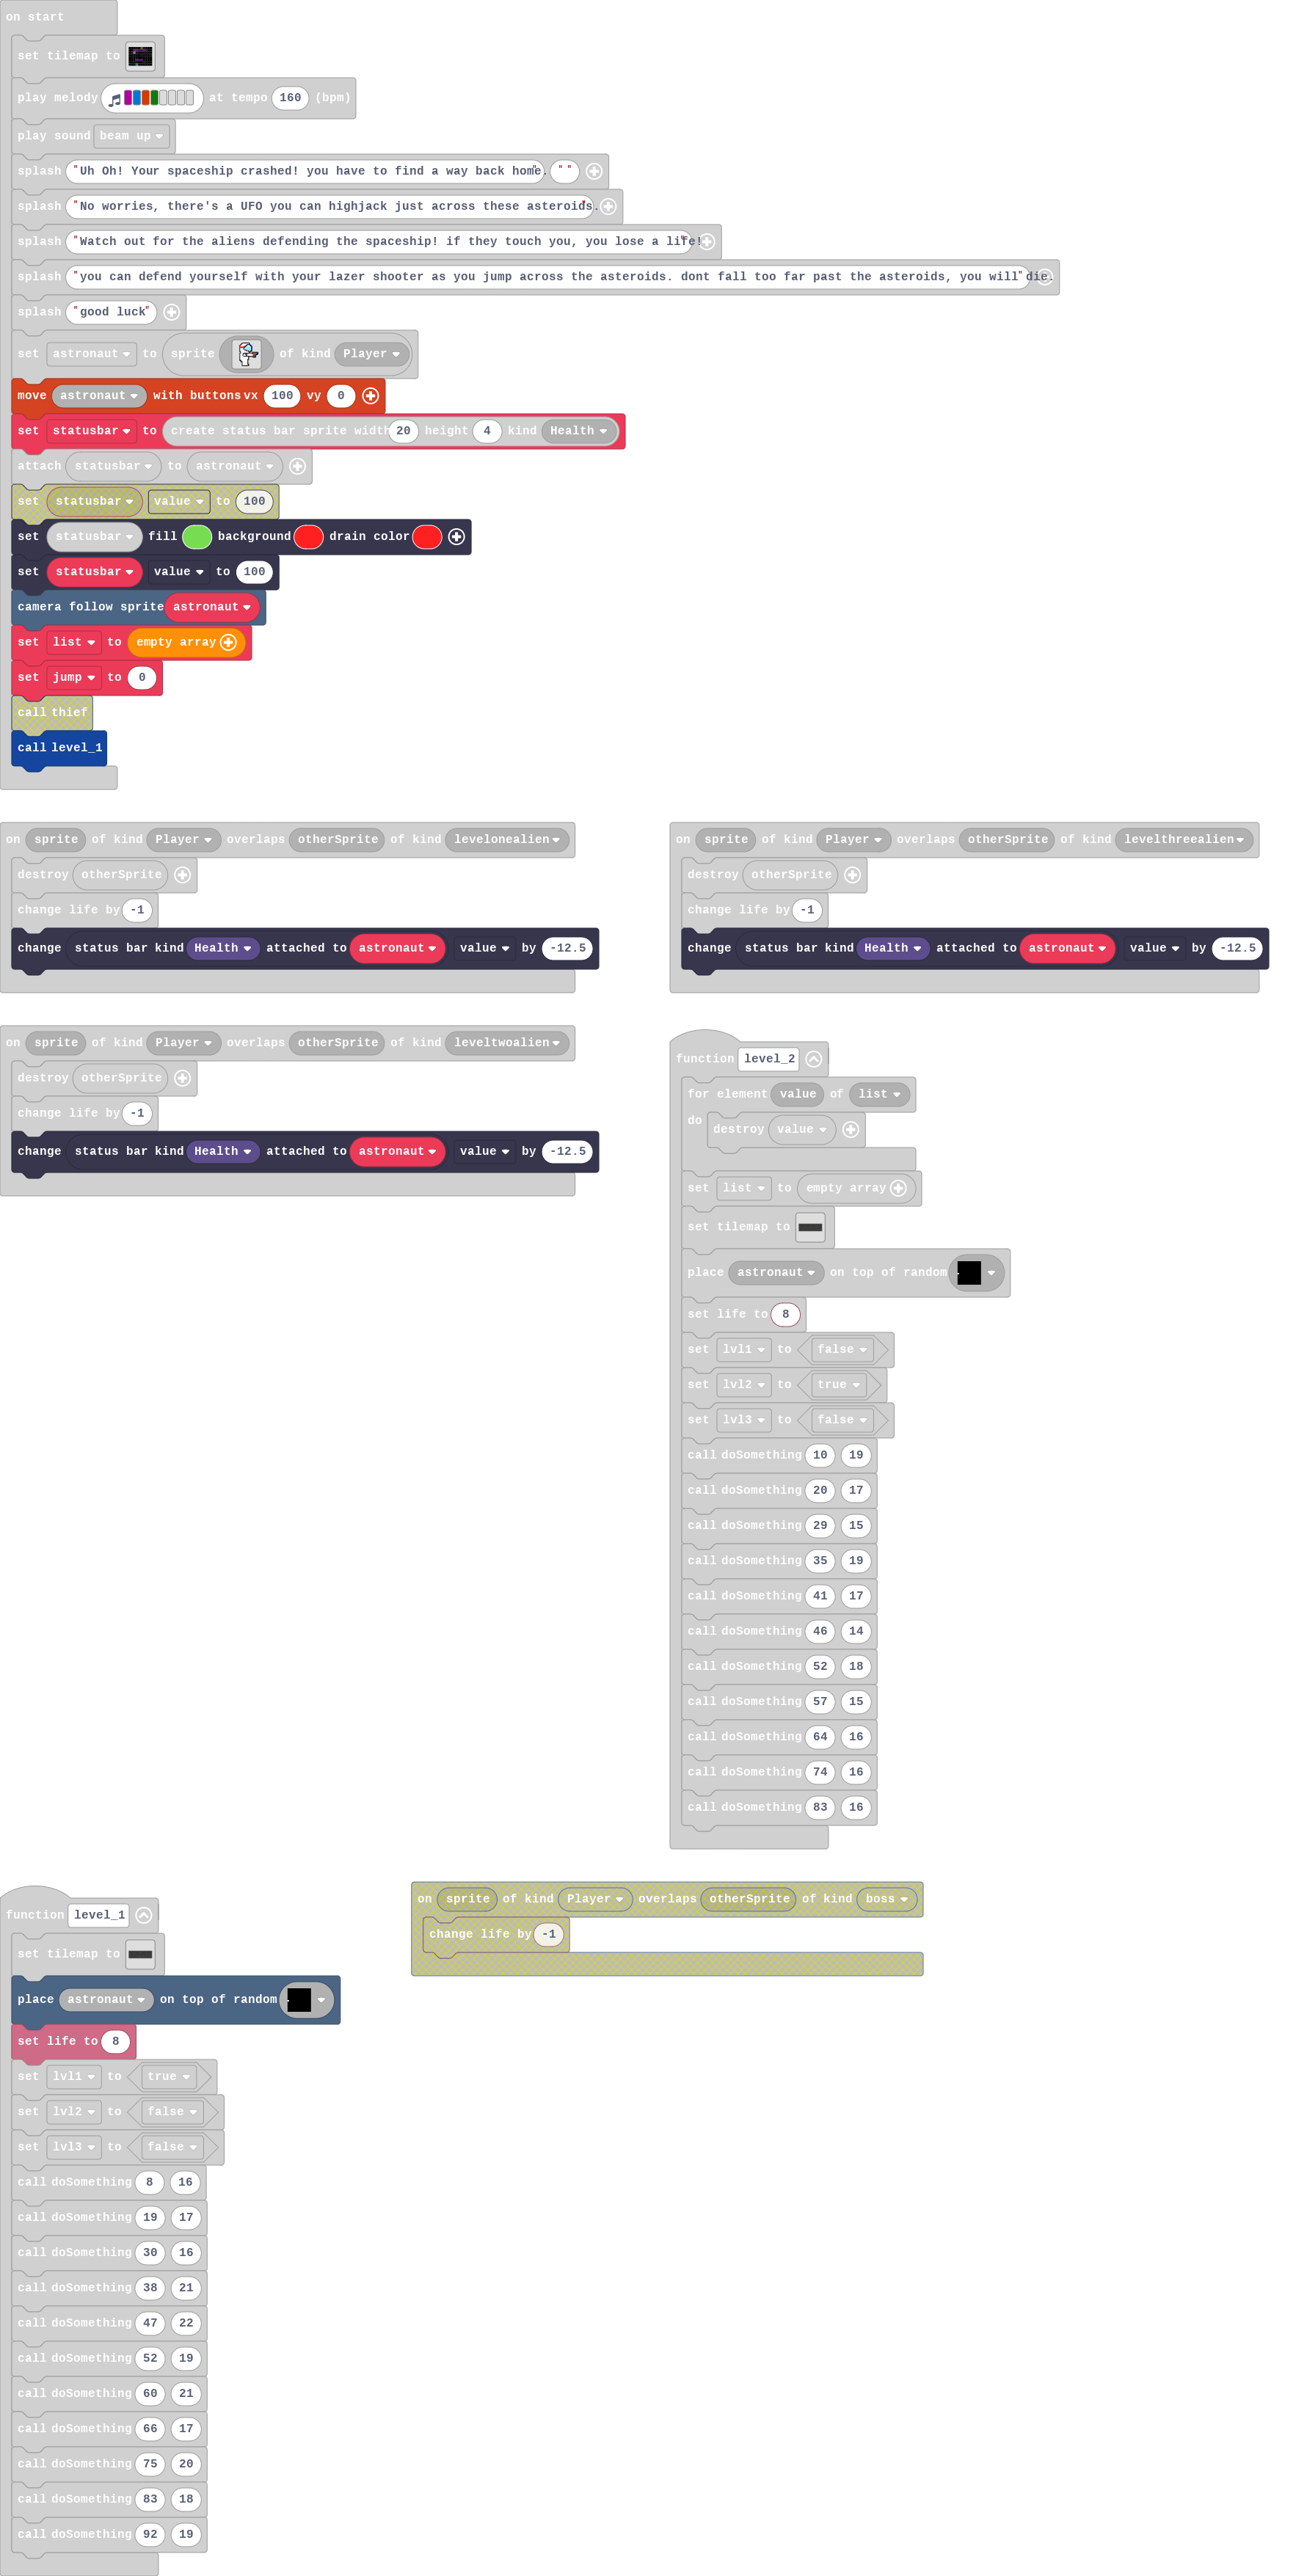 on start
set tilemap to
play melody at tempo 160 (bpm)
play sound beam up
splash "Uh Oh! Your spaceship crashed! you have to find a way back home." " "
splash "No worries, there's a UFO you can highjack just across these asteroids."
splash "Watch out for the aliens defending the spaceship! if they touch you, you lose a life!"
splash "you can defend yourself with your lazer shooter as you jump across the asteroids. dont fall too far past the asteroids, you will die."
splash "good luck"
set astronaut to sprite of kind Player
move astronaut with buttons vx 100 vy 0
set statusbar to create status bar sprite width 20 height 4 kind Health
attach statusbar to astronaut
set statusbar value to 100
set statusbar fill background drain color
set statusbar value to 100
camera follow sprite astronaut
set list to empty array
set jump to 0
call thief
call level_1
on sprite of kind Player overlaps otherSprite of kind levelonealien
destroy otherSprite
change life by -1
change status bar kind Health attached to astronaut value by -12.5
on sprite of kind Player overlaps otherSprite of kind levelthreealien
destroy otherSprite
change life by -1
change status bar kind Health attached to astronaut value by -12.5
on sprite of kind Player overlaps otherSprite of kind leveltwoalien
destroy otherSprite
change life by -1
change status bar kind Health attached to astronaut value by -12.5
function level_2
for element value of list
do destroy value
set list to empty array
set tilemap to
place astronaut on top of random
set life to 8
set lvl1 to false
set lvl2 to true
set lvl3 to false
call doSomething 10 19
call doSomething 20 17
call doSomething 29 15
call doSomething 35 19
call doSomething 41 17
call doSomething 46 14
call doSomething 52 18
call doSomething 57 15
call doSomething 64 16
call doSomething 74 16
call doSomething 83 16
function level_1
set tilemap to
place astronaut on top of random
set life to 8
set lvl1 to true
set lvl2 to false
set lvl3 to false
call doSomething 8 16
call doSomething 19 17
call doSomething 30 16
call doSomething 38 21
call doSomething 47 22
call doSomething 52 19
call doSomething 60 21
call doSomething 66 17
call doSomething 75 20
call doSomething 83 18
call doSomething 92 19
on sprite of kind Player overlaps otherSprite of kind boss
change life by -1